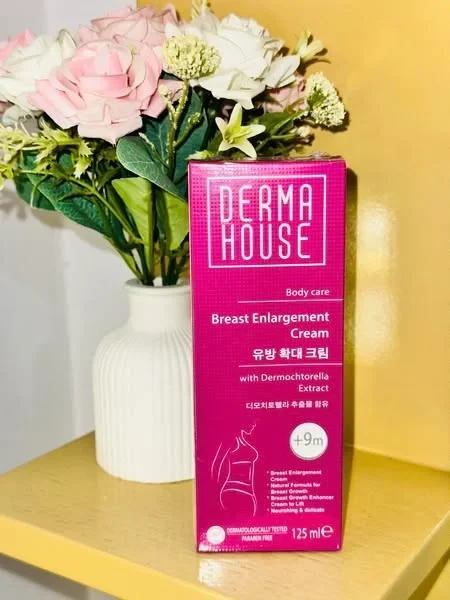 DERMA
HOUSE
Body care
Breast Enlargement
Cream
유방 확대 크림
with Dermochtorella
Extract
더모치토렐라 추출물 함유
+9m
* Breast Enlargement
Cream
* Natural Formula for
Breast Growth
* Breast Growth Enhancer
Cream to Lift
* Nourishing & delicate
DERMATOLOGICALLY TESTED
PARABEN FREE
125 ml e